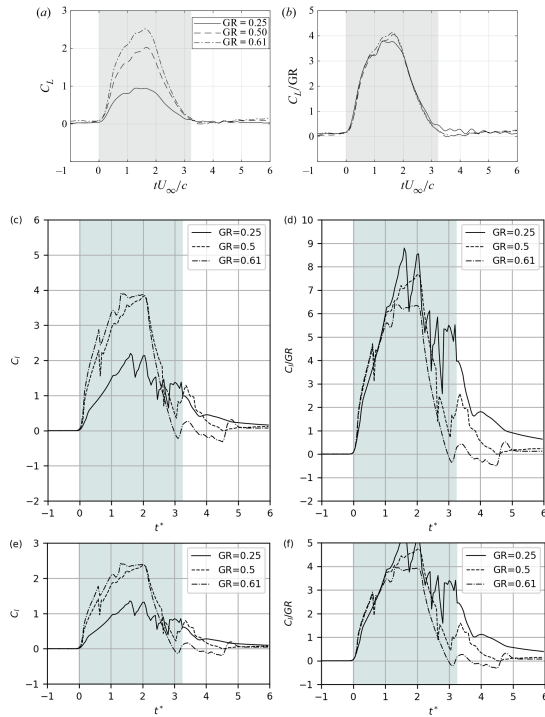 (a)
3
2
1
0
−1
C_L
GR = 0.25
GR = 0.50
GR = 0.61
−1 0 1 2 3 4 5 6
tU∞/c
(b)
5
4
3
2
1
0
−1
C_L/GR
0 1 2 3 4 5 6
tU∞/c
(c)
6
5
4
3
2
1
0
−1
−2
C_l
GR=0.25
GR=0.5
GR=0.61
−1 0 1 2 3 4 5 6
t*
(d)
10
9
8
7
6
5
4
3
2
1
0
−1
−2
C_l/GR
GR=0.25
GR=0.5
GR=0.61
−1 0 1 2 3 4 5 6
t*
(e)
3
2
1
0
−1
C_l
GR=0.25
GR=0.5
GR=0.61
−1 0 1 2 3 4 5 6
t*
(f)
5
4
3
2
1
0
−1
C_l/GR
GR=0.25
GR=0.5
GR=0.61
−1 0 1 2 3 4 5 6
t*